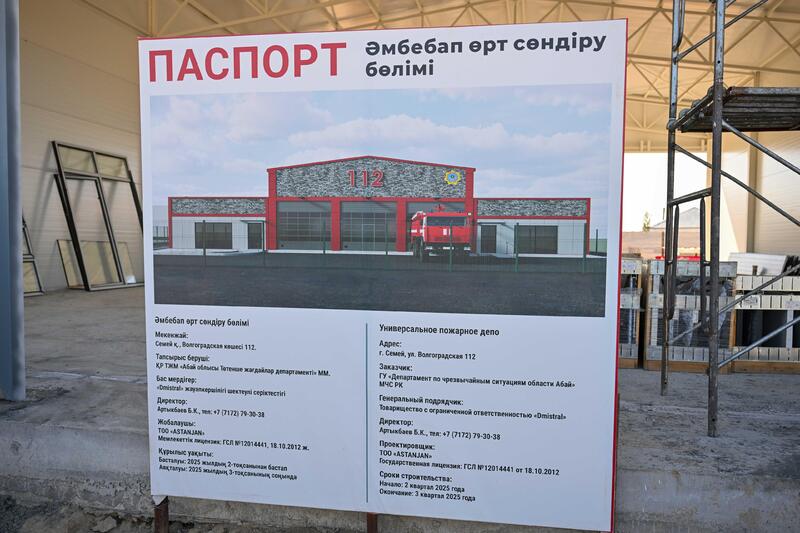 ПАСПОРТ
Әмбебап өрт сөндіру
бөлімі
112
Әмбебап өрт сөндіру бөлімі
Мекенжай:
Семей қ., Волгоградская көшесі 112.
Тапсырыс беруші:
ҚР ТЖМ «Абай облысы Төтенше жағдайлар департаменті» ММ.
Бас мердігер:
«Dmistral» жауапкершілігі шектеулі серіктестігі
Директор:
Артыкбаев Б.К., тел: +7 (7172) 79-30-38
Жобалаушы:
ТОО «ASTANJAN»
Мемлекеттік лицензия: ГСЛ №12014441, 18.10.2012 ж.
Құрылыс уақыты:
Басталуы: 2025 жылдың 2-тоқсанынан бастап
Аяқталуы: 2025 жылдың 3-тоқсанының соңында
Универсальное пожарное депо
Адрес:
г. Семей, ул. Волгоградская 112
Заказчик:
ГУ «Департамент по чрезвычайным ситуациям области Абай»
МЧС РК
Генеральный подрядчик:
Товарищество с ограниченной ответственностью «Dmistral»
Директор:
Артыкбаев Б.К., тел: +7 (7172) 79-30-38
Проектировщик:
ТОО «ASTANJAN»
Государственная лицензия: ГСЛ №12014441 от 18.10.2012
Сроки строительства:
Начало: 2 квартал 2025 года
Окончание: 3 квартал 2025 года